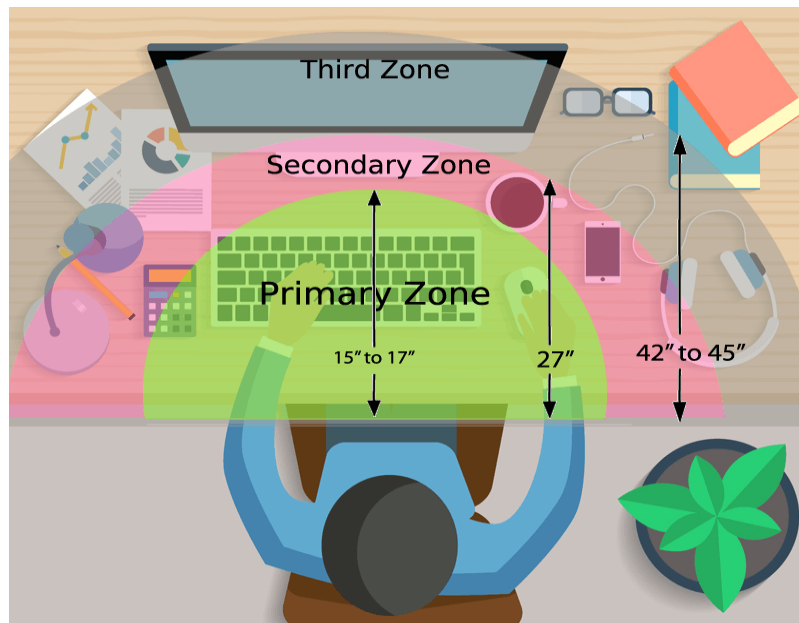 Third Zone
Secondary Zone
Primary Zone
15” to 17”
27”
42” to 45”